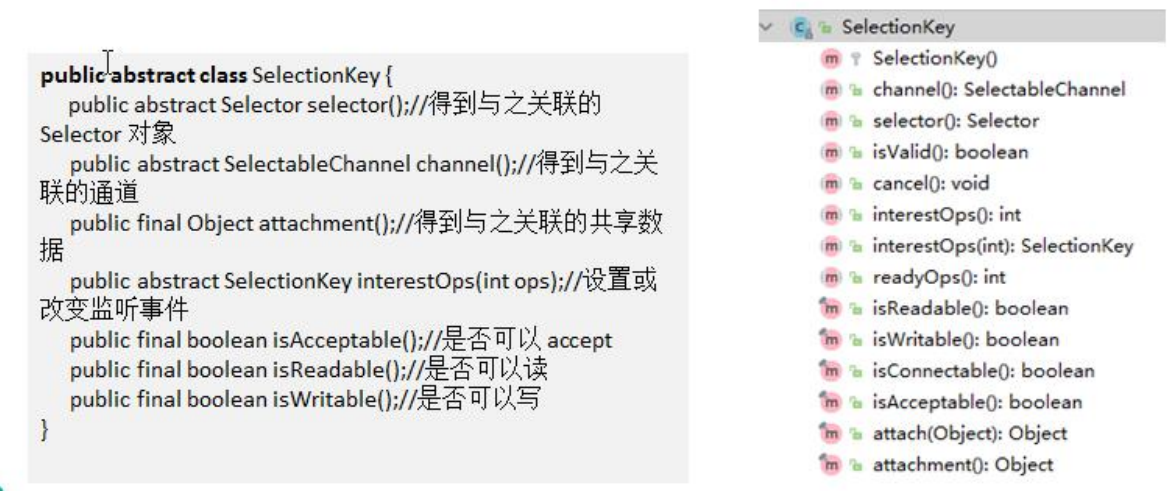 public abstract class SelectionKey {
public abstract Selector selector();//得到与之关联的
Selector 对象
public abstract SelectableChannel channel();//得到与之关
联的通道
public final Object attachment();//得到与之关联的共享数
据
public abstract SelectionKey interestOps(int ops);//设置或
改变监听事件
public final boolean isAcceptable();//是否可以 accept
public final boolean isReadable();//是否可以读
public final boolean isWritable();//是否可以写
}
SelectionKey
SelectionKey()
channel(): SelectableChannel
selector(): Selector
isValid(): boolean
cancel(): void
interestOps(): int
interestOps(int): SelectionKey
readyOps(): int
isReadable(): boolean
isWritable(): boolean
isConnectable(): boolean
isAcceptable(): boolean
attach(Object): Object
attachment(): Object